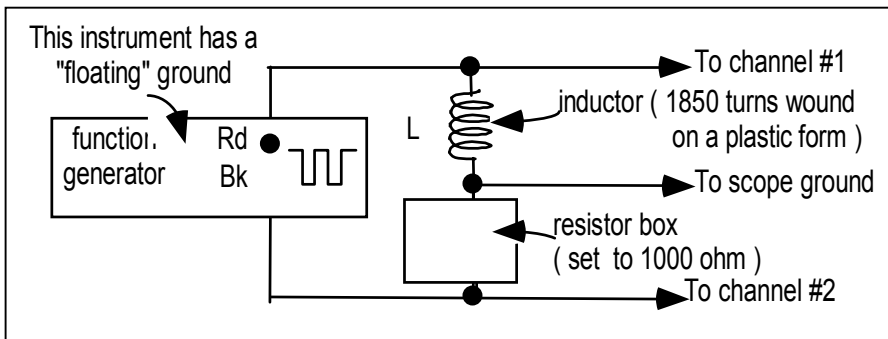 This instrument has a
"floating" ground
function
generator
Rd
Bk
L
To channel #1
inductor ( 1850 turns wound
on a plastic form )
To scope ground
resistor box
( set to 1000 ohm )
To channel #2